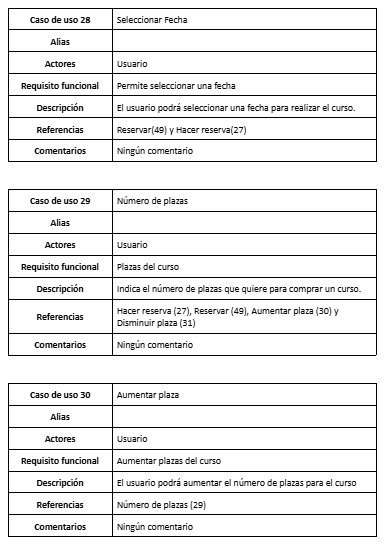 Caso de uso 28 Seleccionar Fecha
Alias
Actores Usuario
Requisito funcional Permite seleccionar una fecha
Descripción El usuario podrá seleccionar una fecha para realizar el curso.
Referencias Reservar(49) y Hacer reserva(27)
Comentarios Ningún comentario
Caso de uso 29 Número de plazas
Alias
Actores Usuario
Requisito funcional Plazas del curso
Descripción Indica el número de plazas que quiere para comprar un curso.
Referencias Hacer reserva (27), Reservar (49), Aumentar plaza (30) y
Disminuir plaza (31)
Comentarios Ningún comentario
Caso de uso 30 Aumentar plaza
Alias
Actores Usuario
Requisito funcional Aumentar plazas del curso
Descripción El usuario podrá aumentar el número de plazas para el curso
Referencias Número de plazas (29)
Comentarios Ningún comentario